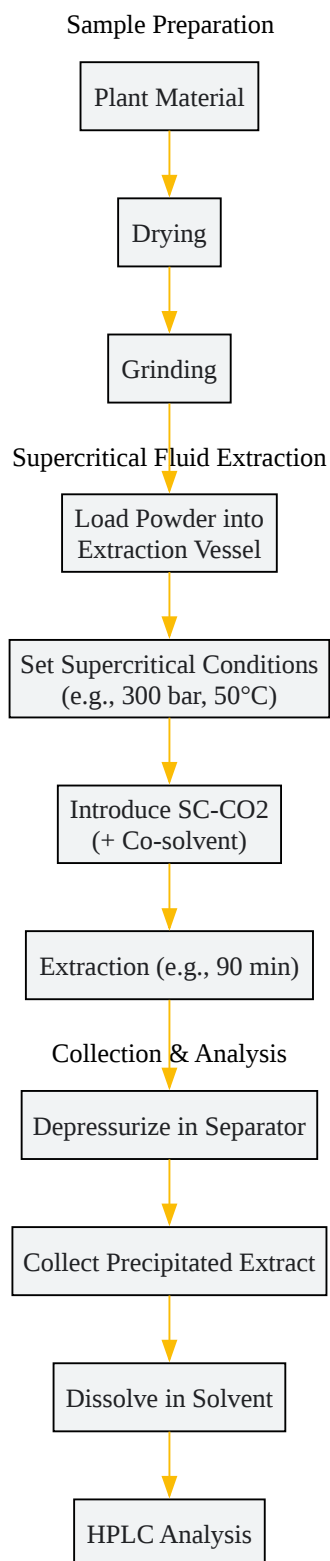 Sample Preparation
Plant Material
Drying
Grinding
Supercritical Fluid Extraction
Load Powder into
Extraction Vessel
Set Supercritical Conditions
(e.g., 300 bar, 50°C)
Introduce SC-CO2
(+ Co-solvent)
Extraction (e.g., 90 min)
Collection & Analysis
Depressurize in Separator
Collect Precipitated Extract
Dissolve in Solvent
HPLC Analysis